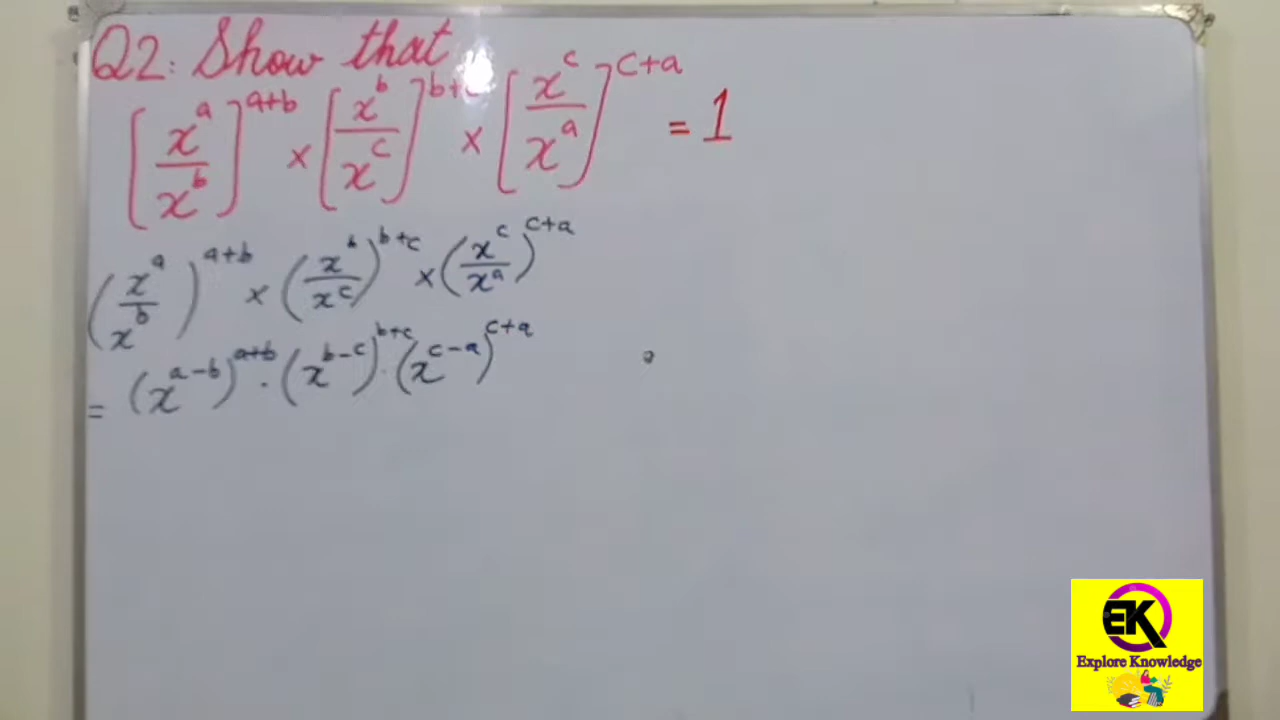 Q2: Show that
[x^a/x^b]^(a+b) × [x^b/x^c]^(b+c) × [x^c/x^a]^(c+a) = 1
(x^a/x^b)^(a+b) × (x^b/x^c)^(b+c) × (x^c/x^a)^(c+a)
= (x^(a-b))^(a+b) · (x^(b-c))^(b+c) · (x^(c-a))^(c+a)
EK
Explore Knowledge